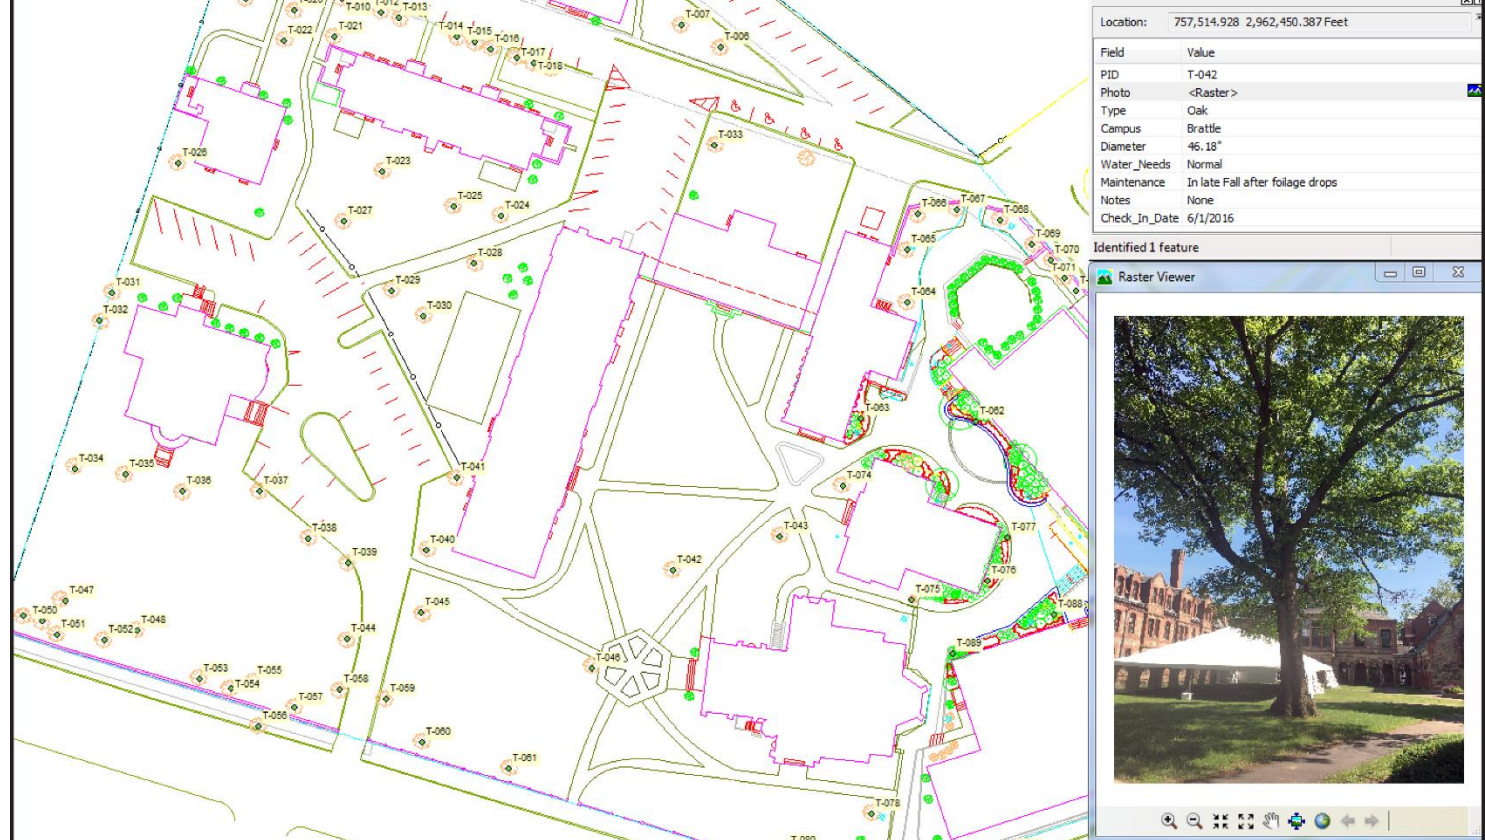 T-010
T-012
T-013
T-007
T-022
T-021
T-014
T-015
T-016
T-017
T-018
T-006
T-026
T-023
T-033
T-025
T-024
T-027
T-066
T-067
T-068
T-065
T-069
T-070
T-071
T-028
T-029
T-031
T-032
T-030
T-064
T-063
T-062
T-034
T-035
T-036
T-037
T-041
T-074
T-038
T-043
T-077
T-039
T-040
T-042
T-076
T-075
T-047
T-050
T-051
T-052
T-048
T-045
T-044
T-088
T-089
T-046
T-053
T-055
T-054
T-057
T-058
T-059
T-056
T-060
T-061
T-078
T-080
Location: 757,514.928 2,962,450.387 Feet
Field Value
PID T-042
Photo <Raster>
Type Oak
Campus Brattle
Diameter 46.18"
Water_Needs Normal
Maintenance In late Fall after foilage drops
Notes None
Check_In_Date 6/1/2016
Identified 1 feature
Raster Viewer